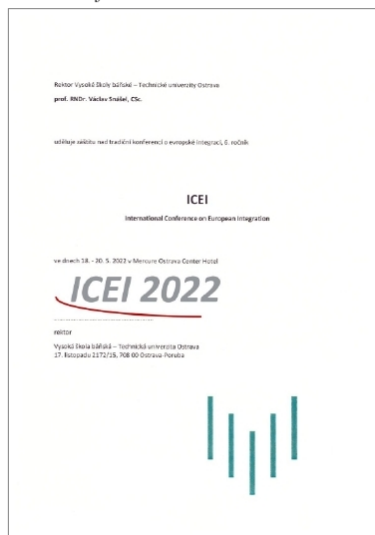 Rektor Vysoké školy báňské – Technické univerzity Ostrava
prof. RNDr. Václav Snášel, CSc.
uděluje záštitu nad tradiční konferencí o evropské integraci, 6. ročník
ICEI
International Conference on European Integration
ve dnech 18. - 20. 5. 2022 v Mercure Ostrava Center Hotel
ICEI 2022
rektor
Vysoká škola báňská – Technická univerzita Ostrava
17. listopadu 2172/15, 708 00 Ostrava-Poruba